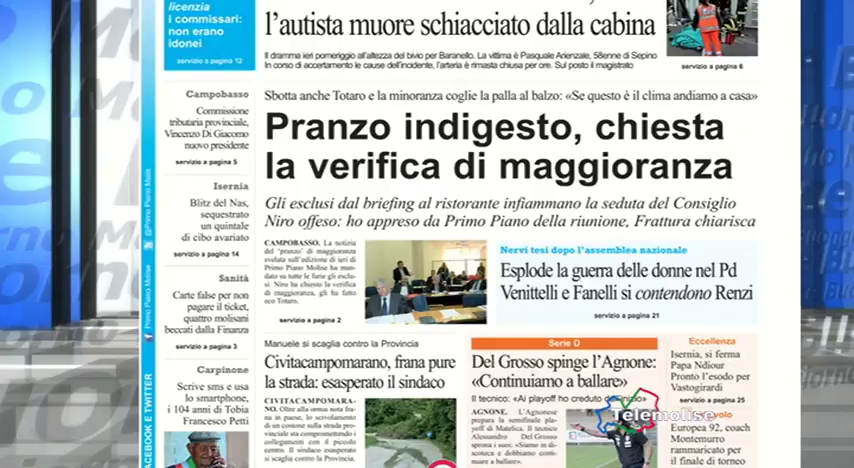 licenzia
i commissari:
non erano
idonei
servizio a pagina 12
l'autista muore schiacciato dalla cabina
Il dramma ieri pomeriggio all'altezza del bivio per Baranello. La vittima è Pasquale Arienzale, 58enne di Sepino
In corso di accertamento le cause dell'incidente, l'arteria è rimasta chiusa per ore. Sul posto il magistrato
servizio a pagina 6
Campobasso
Commissione
tributaria provinciale,
Vincenzo Di Giacomo
nuovo presidente
servizio a pagina 5
Isernia
Blitz del Nas,
sequestrato
un quintale
di cibo avariato
servizio a pagina 14
Sanità
Carte false per non
pagare il ticket,
quattro molisani
beccati dalla Finanza
servizio a pagina 3
Carpinone
Scrive sms e usa
lo smartphone,
i 104 anni di Tobia
Francesco Petti
Sbotta anche Totaro e la minoranza coglie la palla al balzo: «Se questo è il clima andiamo a casa»
Pranzo indigesto, chiesta
la verifica di maggioranza
Gli esclusi dal briefing al ristorante infiammano la seduta del Consiglio
Niro offeso: ho appreso da Primo Piano della riunione, Frattura chiarisca
CAMPOBASSO. La notizia
del 'pranzo' di maggioranza
svelata sull'edizione di ieri di
Primo Piano Molise ha man-
dato su tutte le furie gli esclu-
si. Niro ha chiesto la verifica
di maggioranza, gli ha fatto
eco Totaro.
servizio a pagina 2
Nervi tesi dopo l'assemblea nazionale
Esplode la guerra delle donne nel Pd
Venittelli e Fanelli si contendono Renzi
servizio a pagina 21
Manuele si scaglia contro la Provincia
Civitacampomarano, frana pure
la strada: esasperato il sindaco
CIVITACAMPOMARA-
NO. Oltre alla ormai nota fra-
na in paese, lo scivolamento
di un costone sulla strada
provinciale sta compromettendo i
collegamenti con il piccolo
centro. Il sindaco esasperato
si scaglia contro la Provincia.
Serie D
Del Grosso spinge l'Agnone:
«Continuiamo a ballare»
Il tecnico: «Ai playoff ho creduto dall'inizio»
AGNONE. L'Agnonese
prepara la semifinale pla-
yoff di Matelica. Il tecnico
Alessandro Del Grosso
sprona i suoi: «Siamo in
discesa e dobbiamo conti-
nuare a ballare».
Eccellenza
Isernia, si ferma
Papa Ndiour
Pronto l'esodo per
Vastogirardi
servizio a pagina 25
volo
Europea 92, coach
Montemurro
rammaricato per
il finale di torneo
Telemolise
@Primo Piano Molis
Primo Piano Molise
FACEBOOK E TWITTER